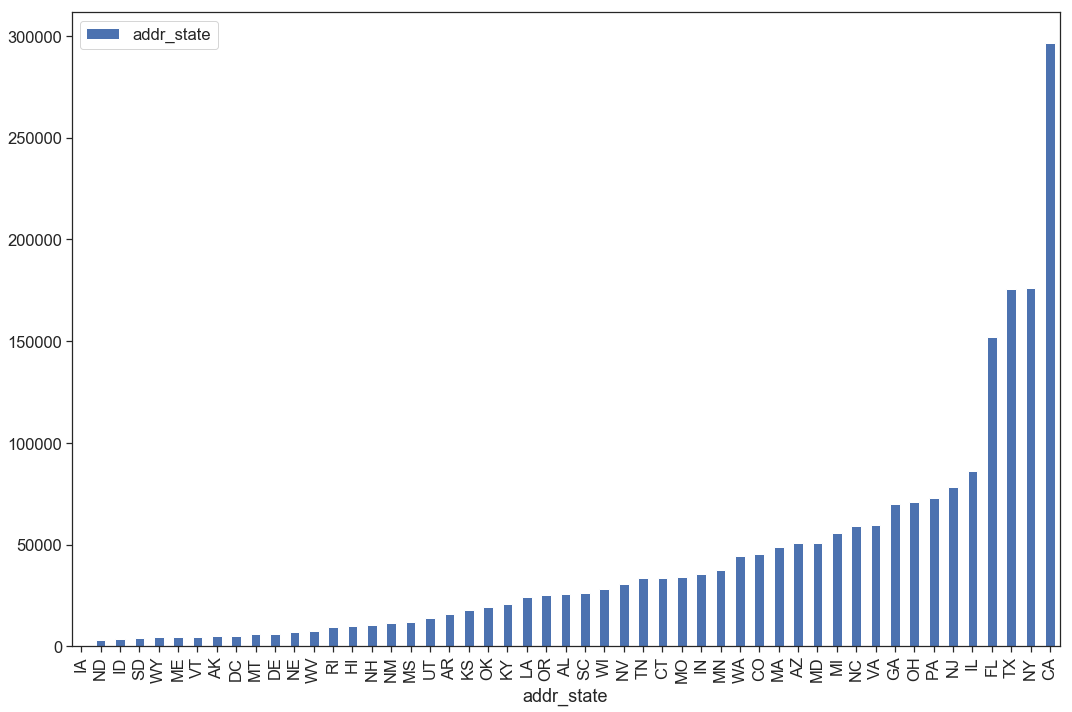 addr_state
300000
250000
200000
150000
100000
50000
0
IA ND ID SD WY ME VT AK DC MT DE NE WV RI HI NH NM MS UT AR KS OK KY LA OR AL SC WI NV TN CT MO IN MN WA CO MA AZ MD MI NC VA GA OH PA NJ IL FL TX NY CA
addr_state